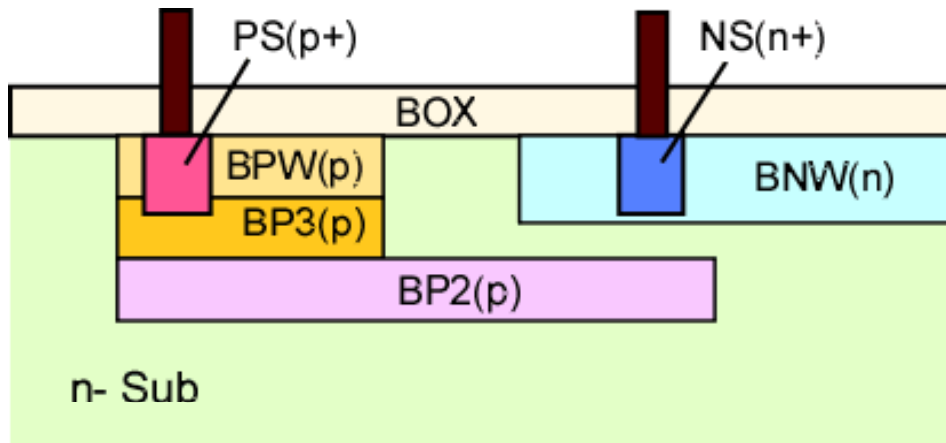 PS(p+)
NS(n+)
BOX
BPW(p)
BNW(n)
BP3(p)
BP2(p)
n- Sub